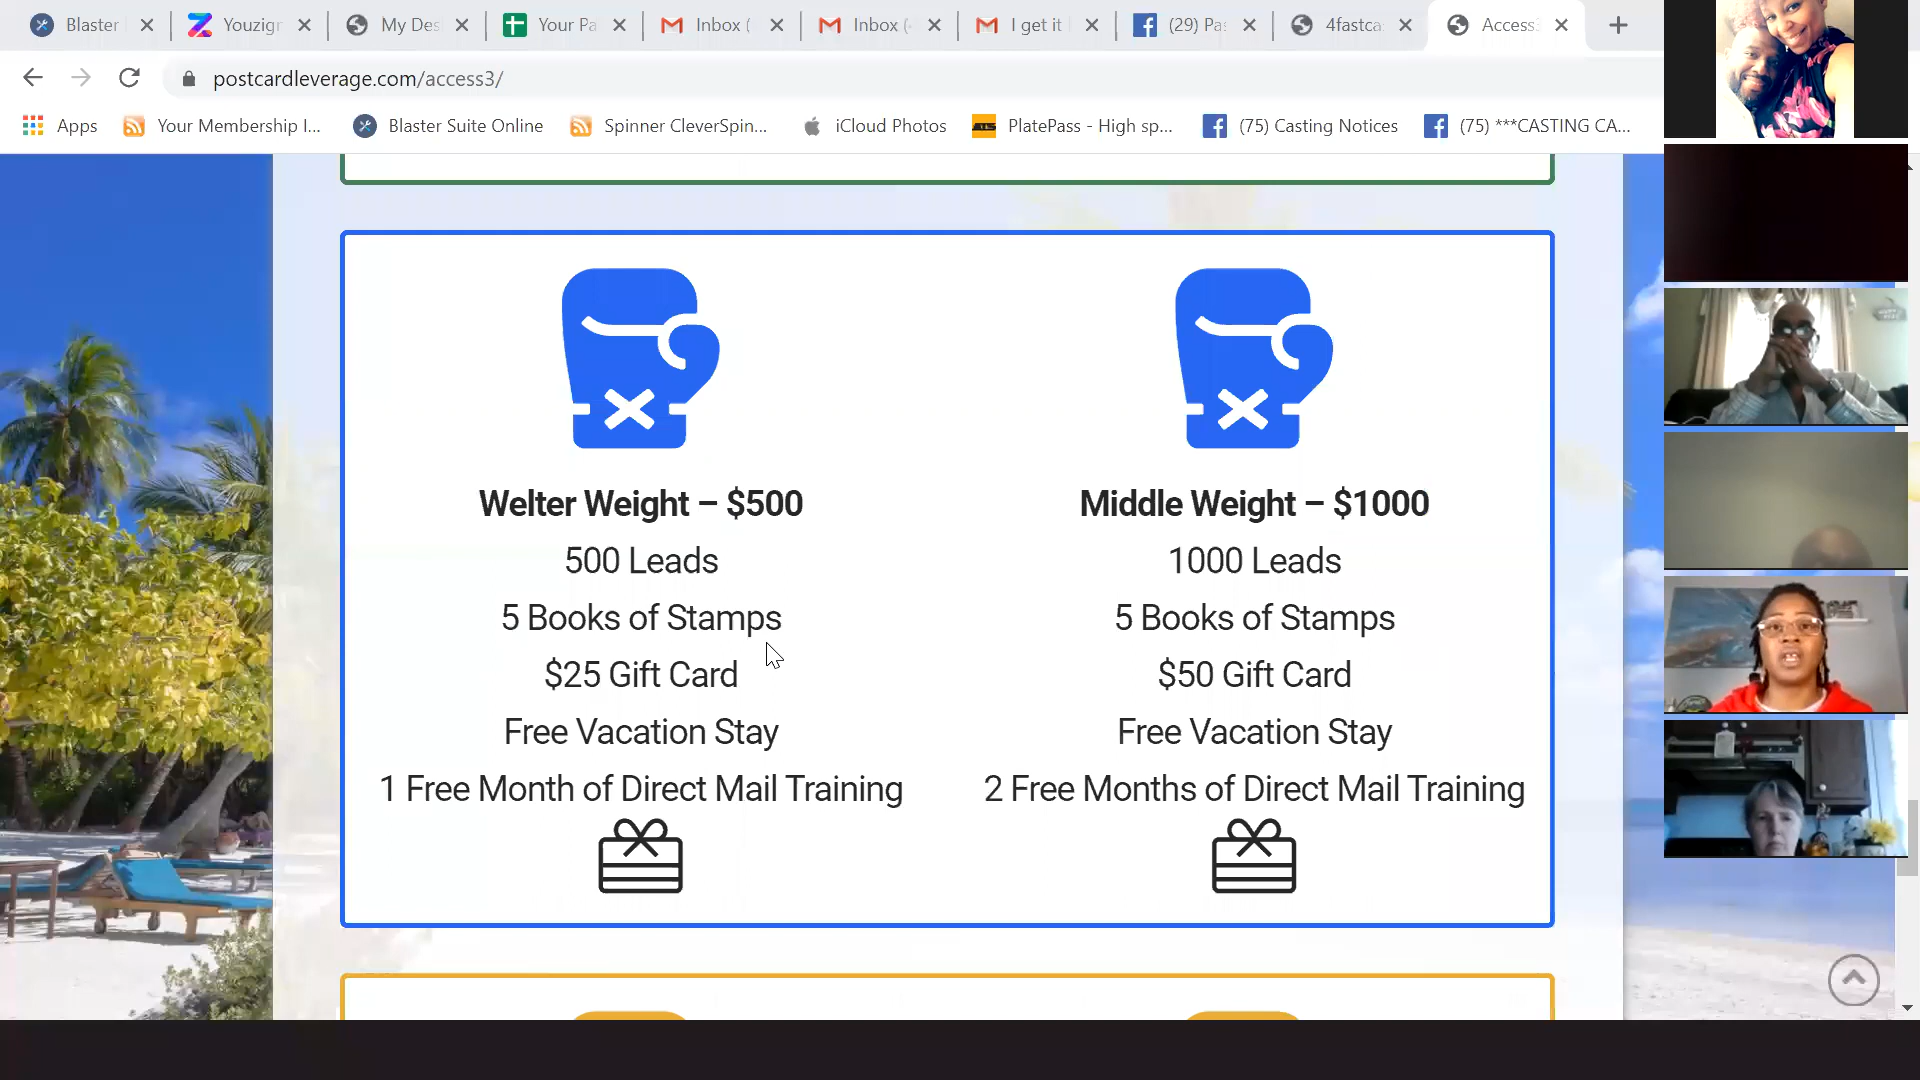 Blaster
Youzigr
My Des
Your Pa
Inbox (
Inbox (4
I get it
(29) Pas
4fastca
Access3
postcardleverage.com/access3/
Apps
Your Membership I...
Blaster Suite Online
Spinner CleverSpin...
iCloud Photos
PlatePass - High sp...
(75) Casting Notices
(75) ***CASTING CA...
Welter Weight – $500
500 Leads
5 Books of Stamps
$25 Gift Card
Free Vacation Stay
1 Free Month of Direct Mail Training
Middle Weight – $1000
1000 Leads
5 Books of Stamps
$50 Gift Card
Free Vacation Stay
2 Free Months of Direct Mail Training